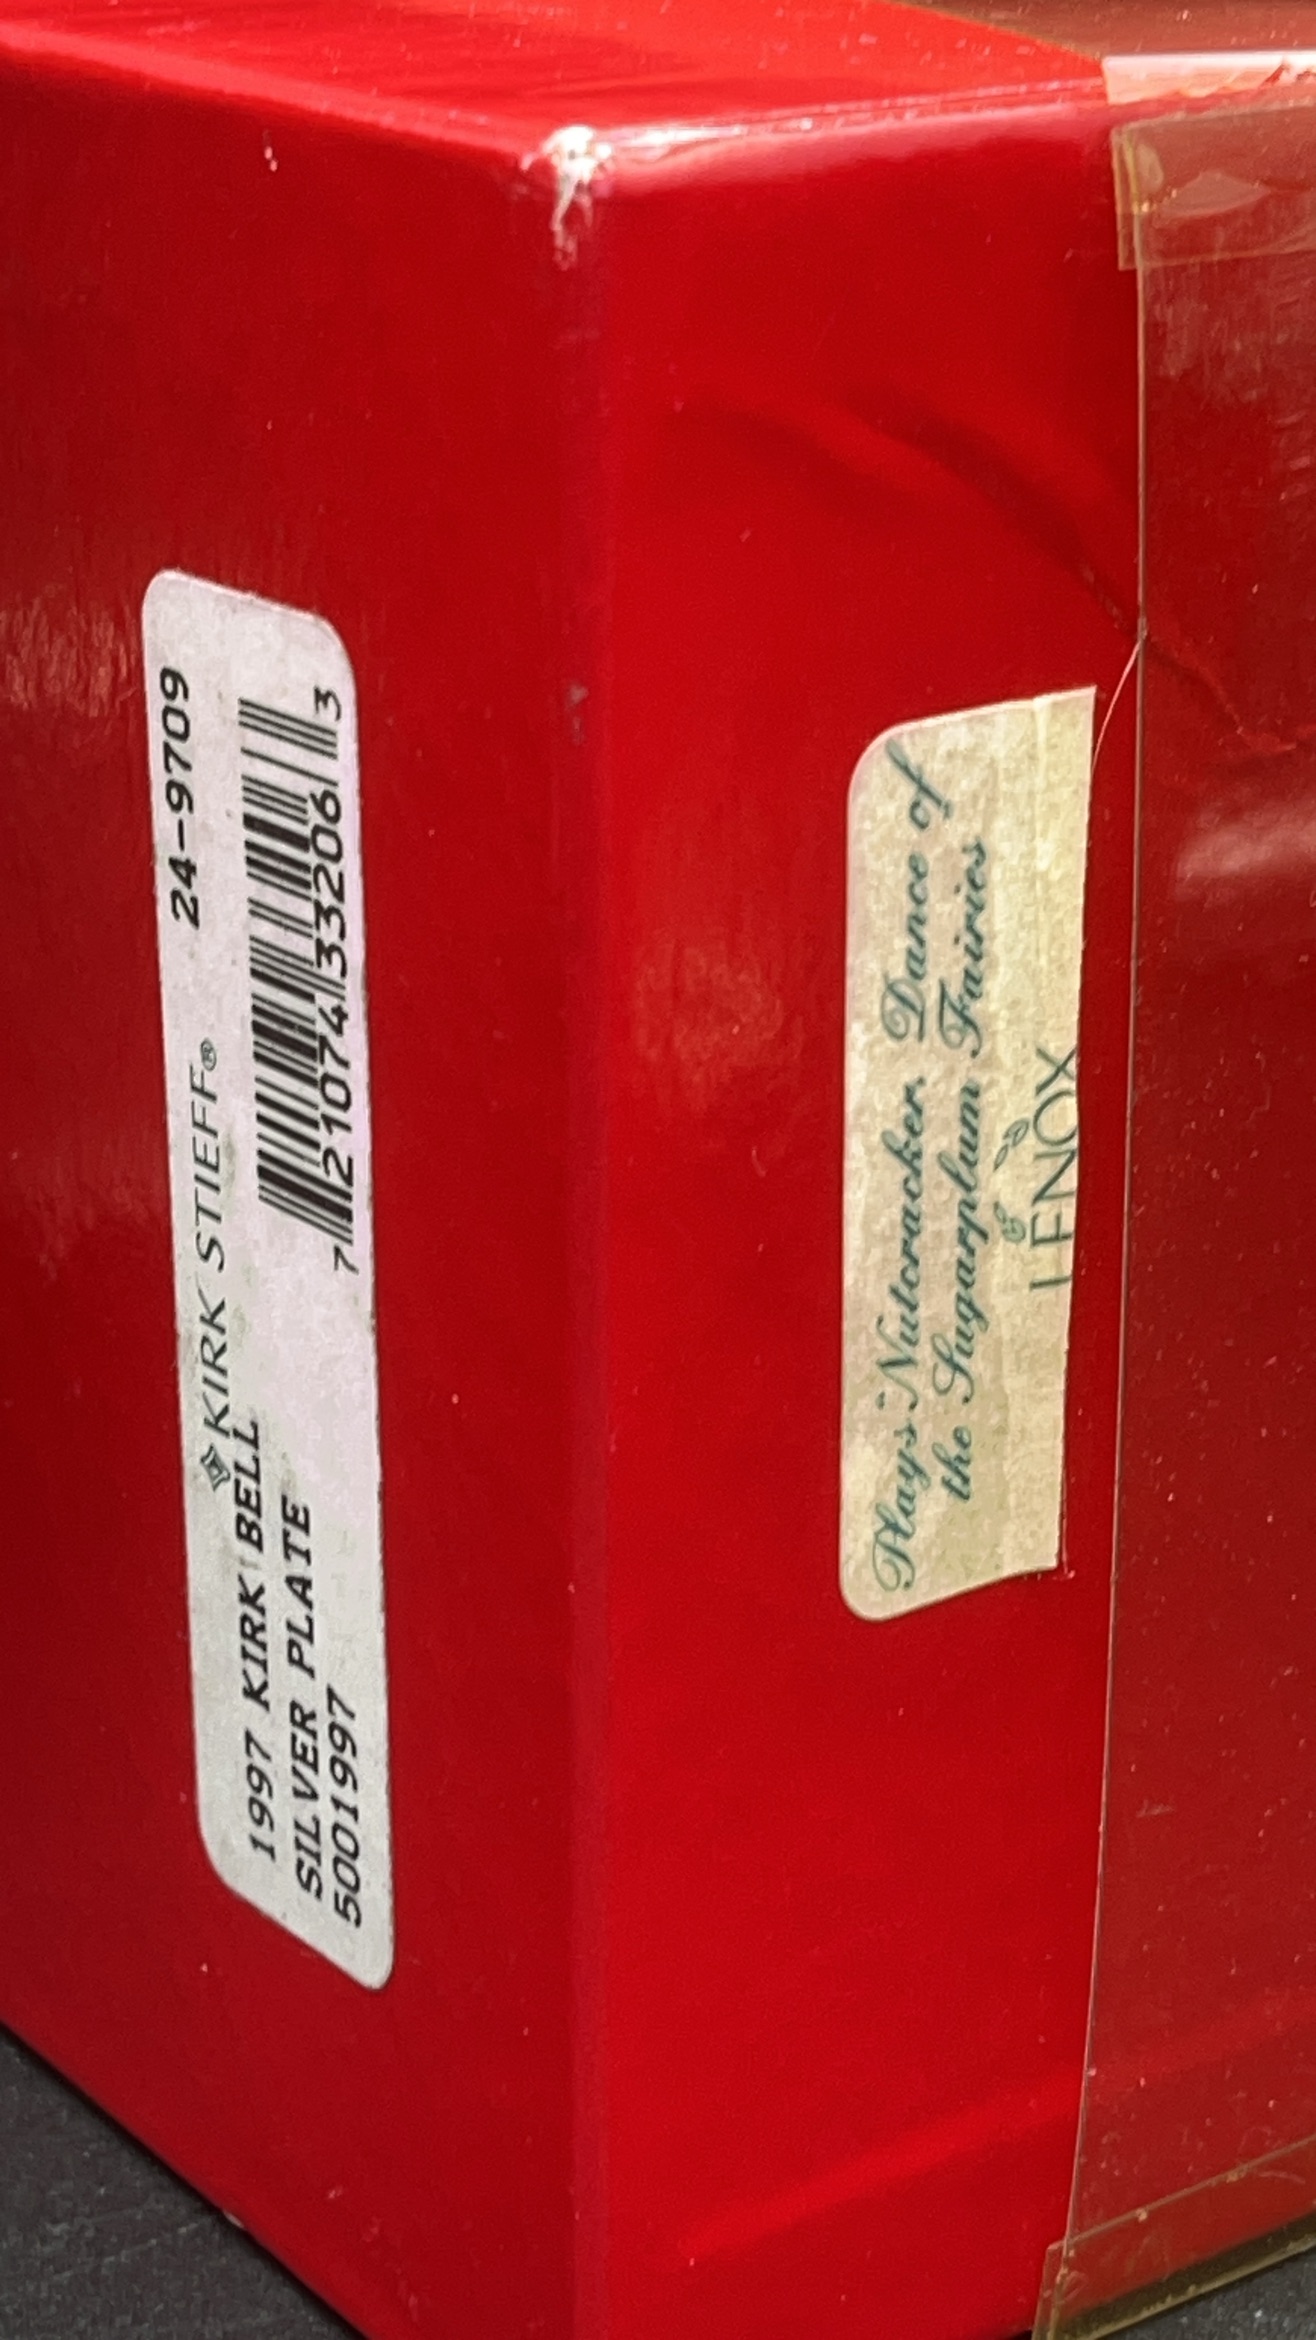 KIRK STIEFF® 24-9709
1997 KIRK BELL
SILVER PLATE
5001997
7 21074 33206 3
Plays "Nutcracker Dance of
the Sugarplum Fairies
LENOX